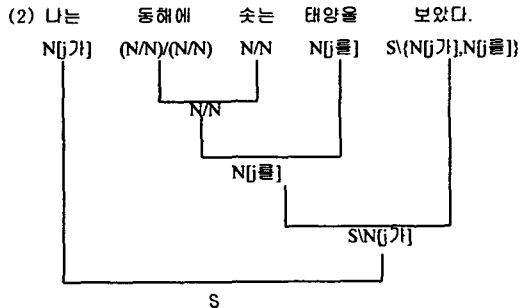 (2) 나는 동해에 솟는 태양을 보았다.
N[j가] (N/N)/(N/N) N/N N[j를] S\{N[j가],N[j를]}
N/N
N[j를]
S\N[j가]
S